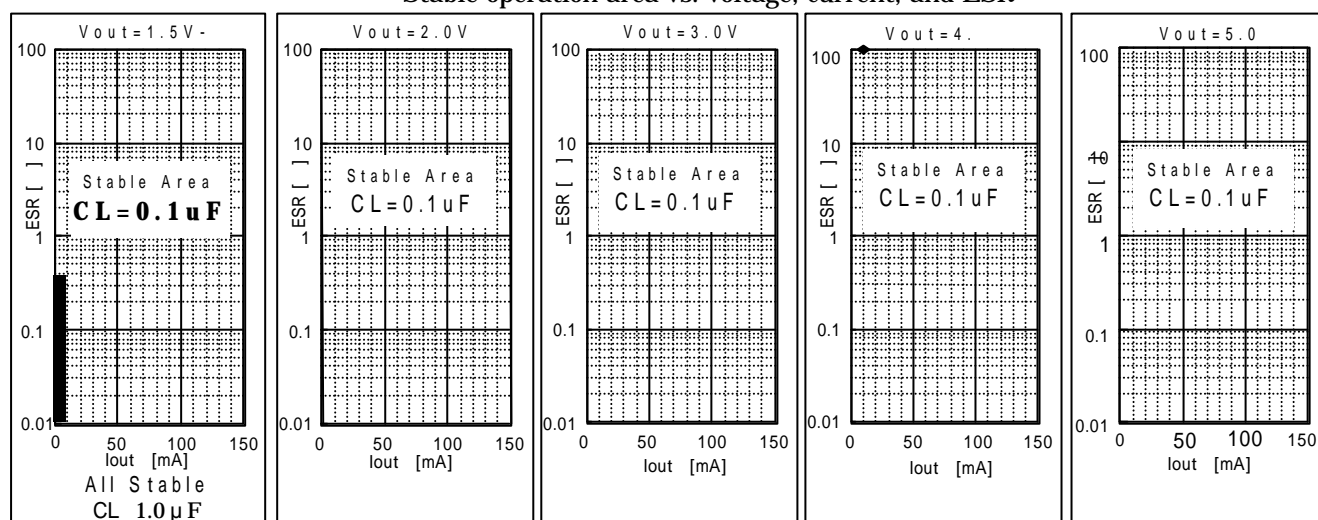 Stable operation area vs. voltage, current, and ESR
Vout=1.5V-
100
10
1
0.1
0.01
ESR [ ]
Stable Area
CL=0.1uF
0 50 100 150
Iout [mA]
All Stable
CL 1.0µF
Vout=2.0V
100
10
1
0.1
0.01
Stable Area
CL=0.1uF
0 50 100 150
Iout [mA]
Vout=3.0V
100
10
1
0.1
0.01
ESR [ ]
Stable Area
CL=0.1uF
0 50 100 150
Iout [mA]
Vout=4.
100
10
1
0.1
0.01
ESR [
Stable Area
CL=0.1uF
0 50 100 150
Iout [mA]
Vout=5.0
100
10
1
0.1
0.01
ESR [
Stable Area
CL=0.1uF
0 50 100 150
Iout [mA]